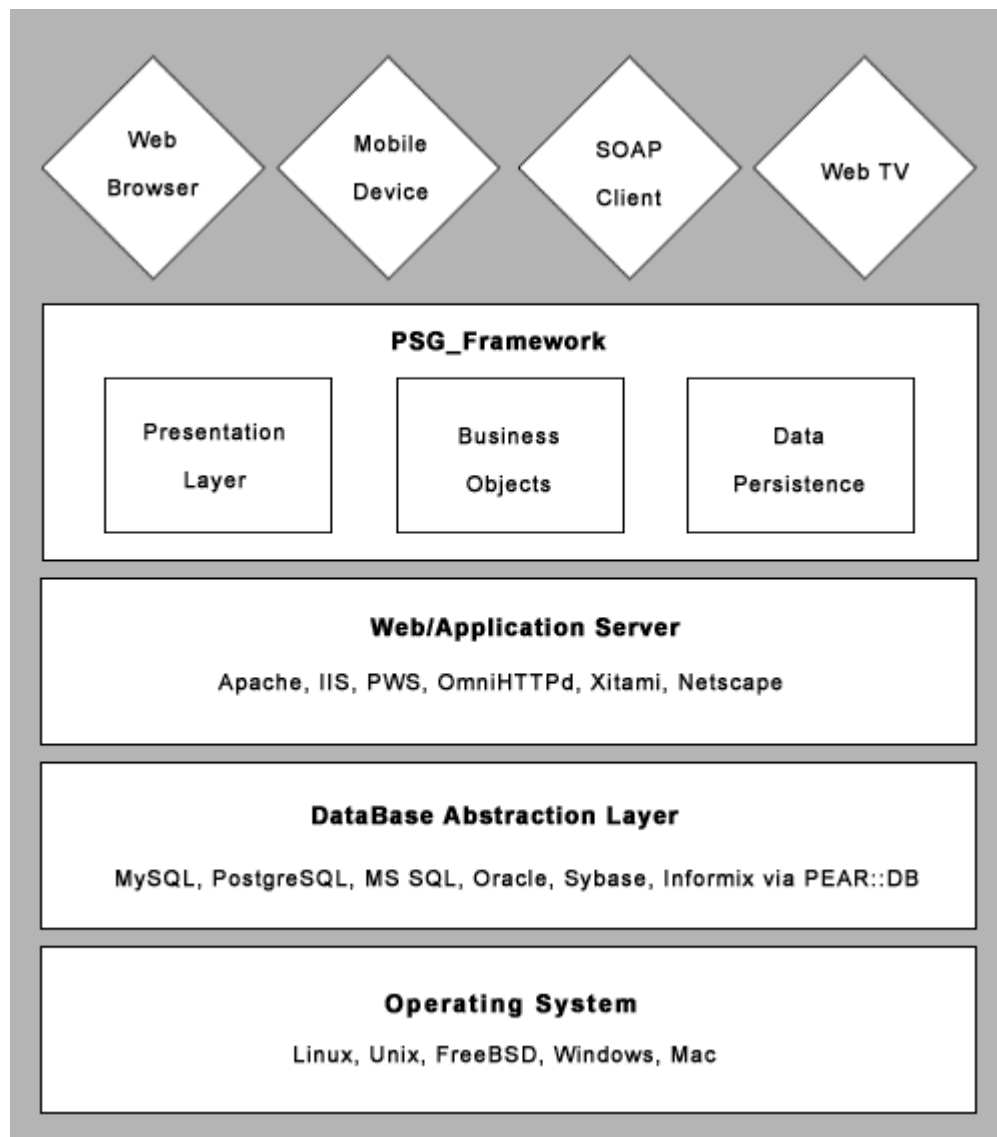 Web
Browser
Mobile
Device
SOAP
Client
Web TV
PSG_Framework
Presentation
Layer
Business
Objects
Data
Persistence
Web/Application Server
Apache, IIS, PWS, OmniHTTPd, Xitami, Netscape
DataBase Abstraction Layer
MySQL, PostgreSQL, MS SQL, Oracle, Sybase, Informix via PEAR::DB
Operating System
Linux, Unix, FreeBSD, Windows, Mac